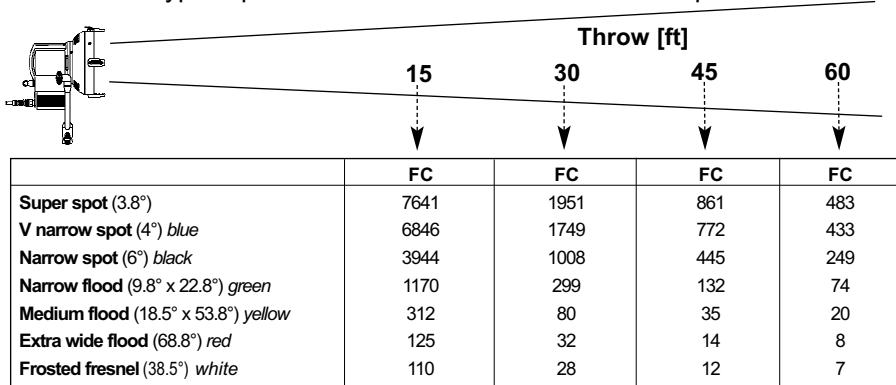 Throw [ft]
15 30 45 60
FC FC FC FC
Super spot (3.8°) 7641 1951 861 483
V narrow spot (4°) blue 6846 1749 772 433
Narrow spot (6°) black 3944 1008 445 249
Narrow flood (9.8° x 22.8°) green 1170 299 132 74
Medium flood (18.5° x 53.8°) yellow 312 80 35 20
Extra wide flood (68.8°) red 125 32 14 8
Frosted fresnel (38.5°) white 110 28 12 7